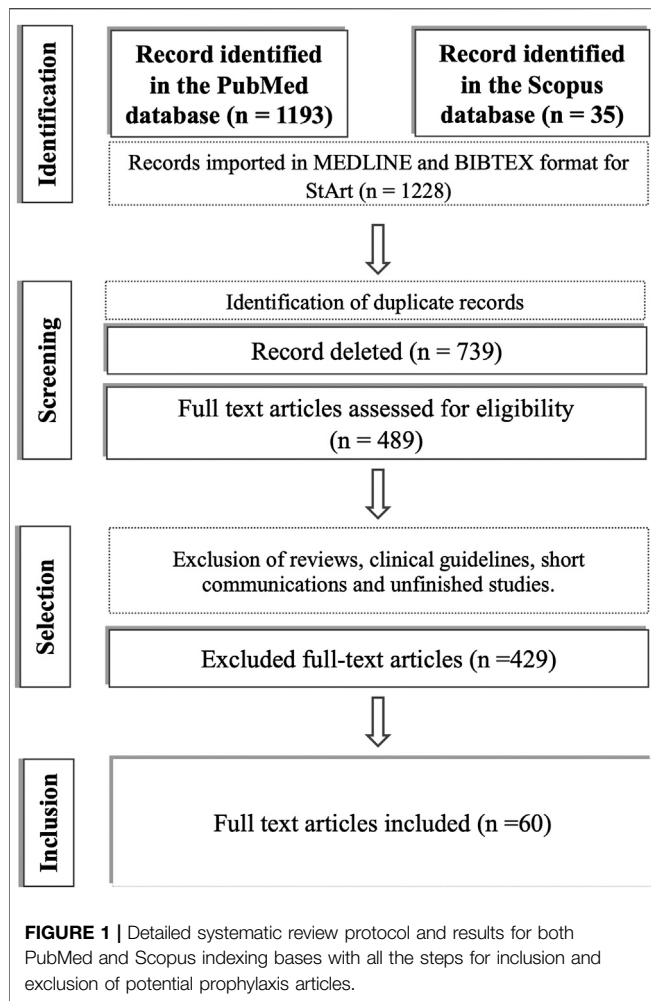 Identification
Record identified
in the PubMed
database (n = 1193)
Record identified
in the Scopus
database (n = 35)
Records imported in MEDLINE and BIBTEX format for
StArt (n = 1228)
Screening
Identification of duplicate records
Record deleted (n = 739)
Full text articles assessed for eligibility
(n = 489)
Selection
Exclusion of reviews, clinical guidelines, short
communications and unfinished studies.
Excluded full-text articles (n =429)
Inclusion
Full text articles included (n =60)
FIGURE 1 | Detailed systematic review protocol and results for both
PubMed and Scopus indexing bases with all the steps for inclusion and
exclusion of potential prophylaxis articles.